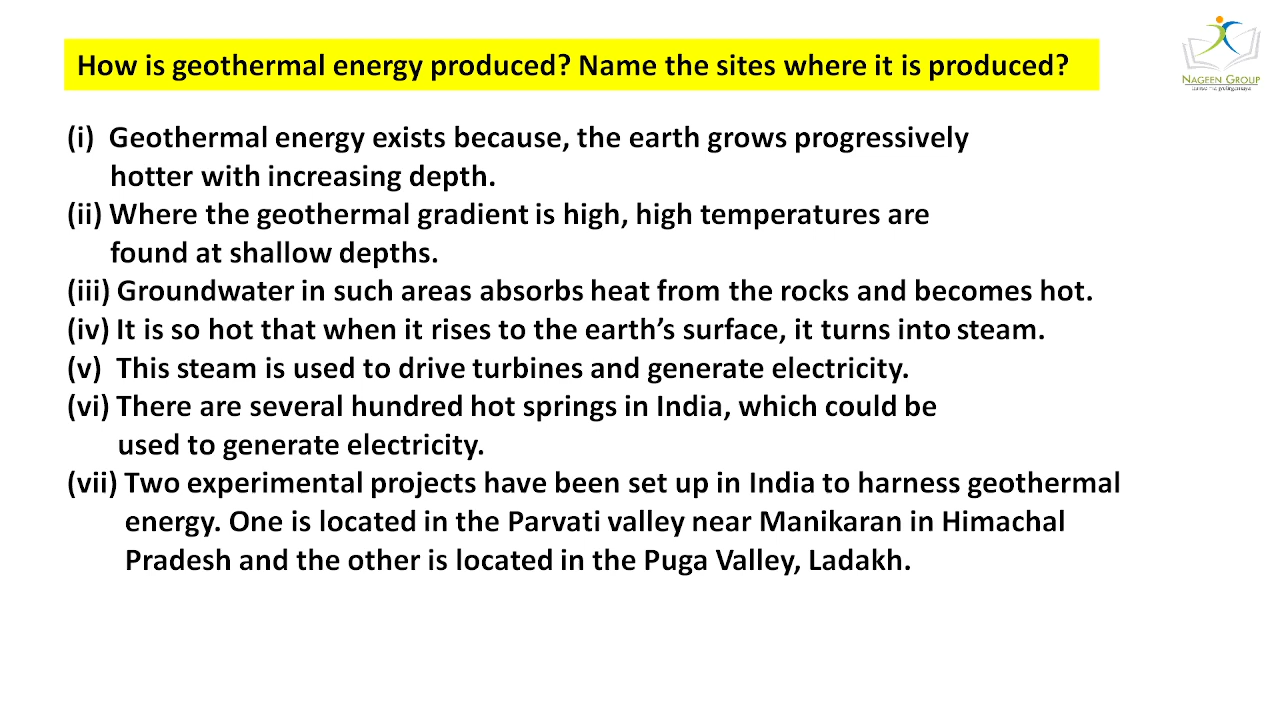 How is geothermal energy produced? Name the sites where it is produced?
NAGEEN GROUP
(i) Geothermal energy exists because, the earth grows progressively
hotter with increasing depth.
(ii) Where the geothermal gradient is high, high temperatures are
found at shallow depths.
(iii) Groundwater in such areas absorbs heat from the rocks and becomes hot.
(iv) It is so hot that when it rises to the earth’s surface, it turns into steam.
(v) This steam is used to drive turbines and generate electricity.
(vi) There are several hundred hot springs in India, which could be
used to generate electricity.
(vii) Two experimental projects have been set up in India to harness geothermal
energy. One is located in the Parvati valley near Manikaran in Himachal
Pradesh and the other is located in the Puga Valley, Ladakh.